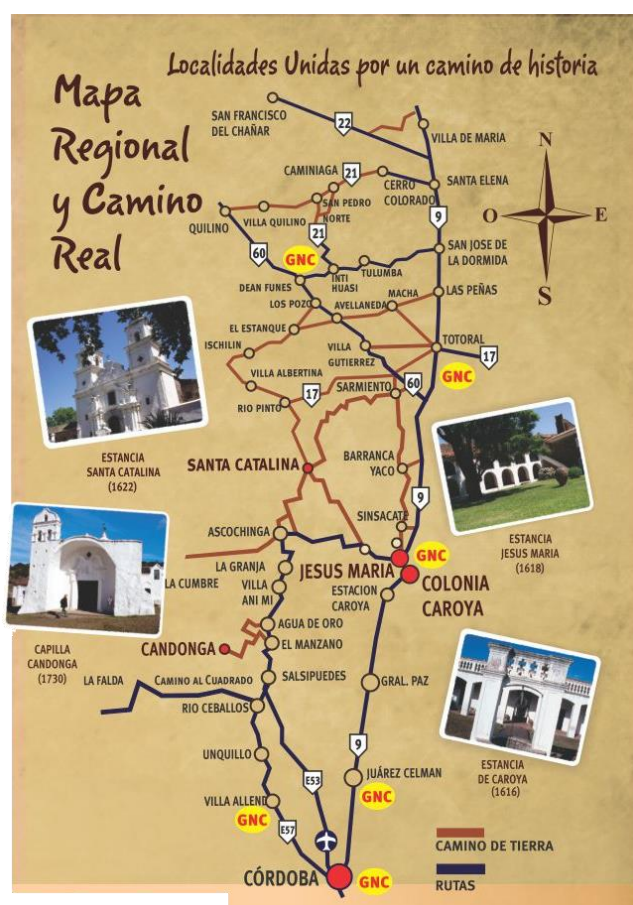 Localidades Unidas por un camino de historia
Mapa
Regional
y Camino
Real
SAN FRANCISCO
DEL CHAÑAR
22
VILLA DE MARIA
N
O
E
S
CAMINIAGA
21
CERRO
COLORADO
SANTA ELENA
9
SAN PEDRO
NORTE
QUILINO
VILLA QUILINO
21
60
GNC
SAN JOSE DE
LA DORMIDA
DEAN FUNES
INTI
HUASI
TULUMBA
LOS POZO
AVELLANEDA
MACHA
LAS PEÑAS
EL ESTANQUE
ISCHILIN
VILLA
GUTIERREZ
TOTORAL
17
GNC
VILLA ALBERTINA
17
SARMIENTO
60
RIO PINTO
ESTANCIA
SANTA CATALINA
(1622)
SANTA CATALINA
BARRANCA
YACO
9
SINSACATE
ASCOCHINGA
ESTANCIA
JESUS MARIA
(1618)
GNC
JESUS MARIA
COLONIA
CAROYA
LA GRANJA
LA CUMBRE
VILLA
ANI MI
ESTACION
CAROYA
AGUA DE ORO
EL MANZANO
CANDONGA
CAPILLA
CANDONGA
(1730)
LA FALDA
CAMINO AL CUADRADO
SALSIPUEDES
GRAL. PAZ
RIO CEBALLOS
9
UNQUILLO
E53
JUÁREZ CELMAN
GNC
ESTANCIA
DE CAROYA
(1616)
VILLA ALLEND
GNC
E57
CAMINO DE TIERRA
CÓRDOBA
GNC
RUTAS